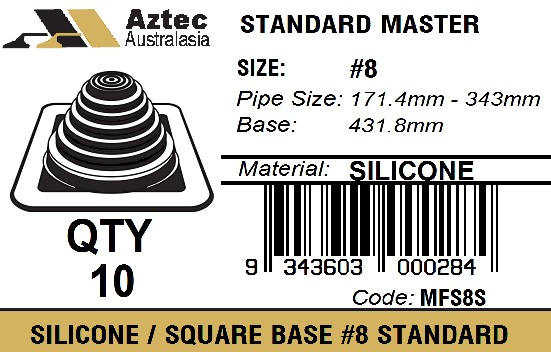 Aztec
Australasia
STANDARD MASTER
SIZE: #8
Pipe Size: 171.4mm - 343mm
Base: 431.8mm
Material: SILICONE
QTY
10
9 343603 000284
Code: MFS8S
SILICONE / SQUARE BASE #8 STANDARD